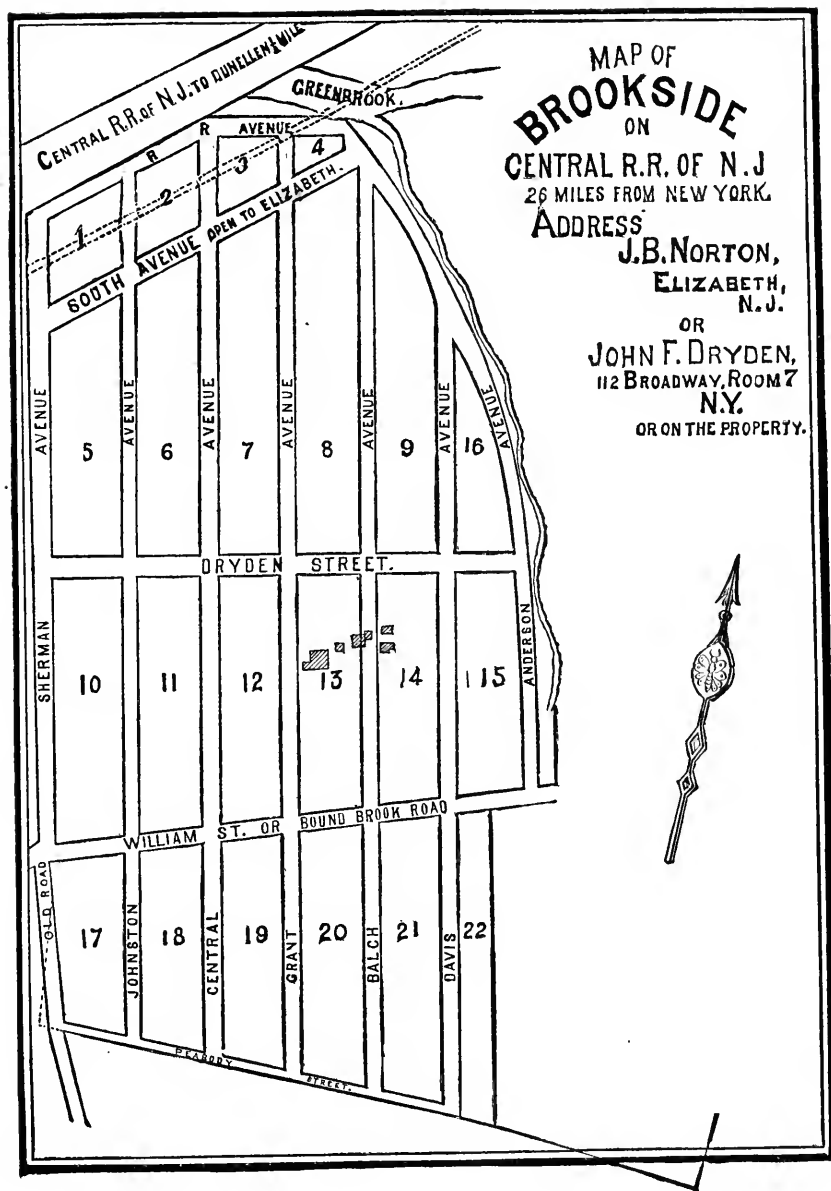 MAP OF
BROOKSIDE
ON
CENTRAL R.R. OF N.J
26 MILES FROM NEW YORK.
ADDRESS
J.B. NORTON,
ELIZABETH,
N.J.
OR
JOHN F. DRYDEN,
112 BROADWAY, ROOM 7
N.Y.
OR ON THE PROPERTY.
CENTRAL R.R. OF N.J. TO DUNELLEN ½ MILE
GREENBROOK.
R R AVENUE
1 2 3 4
SOUTH AVENUE OPEN TO ELIZABETH.
AVENUE AVENUE AVENUE AVENUE AVENUE AVENUE AVENUE
5 6 7 8 9 16
DRYDEN STREET.
SHERMAN
ANDERSON
10 11 12 13 14 15
WILLIAM ST. OR BOUND BROOK ROAD
OLD ROAD
17 18 19 20 21 22
JOHNSTON CENTRAL GRANT BALCH DAVIS
PEABODY STREET.